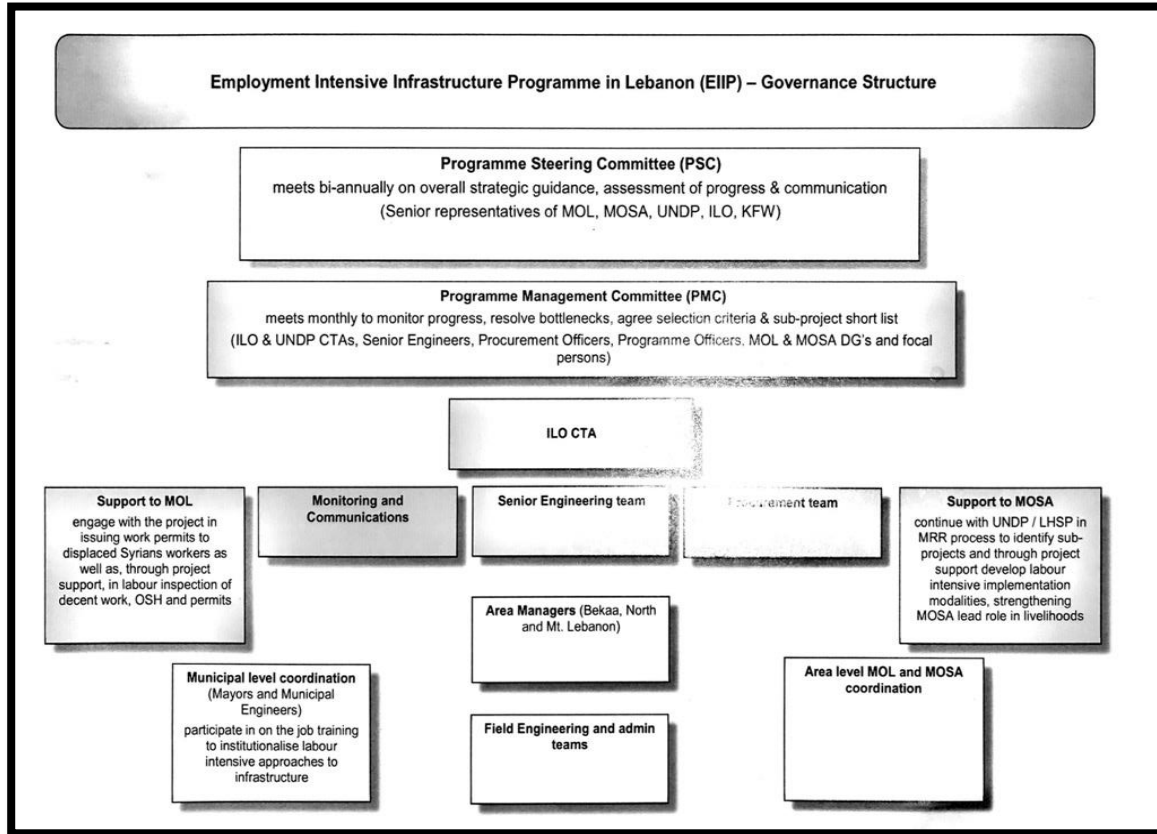 Employment Intensive Infrastructure Programme in Lebanon (EIIP) – Governance Structure
Programme Steering Committee (PSC)
meets bi-annually on overall strategic guidance, assessment of progress & communication
(Senior representatives of MOL, MOSA, UNDP, ILO, KFW)
Programme Management Committee (PMC)
meets monthly to monitor progress, resolve bottlenecks, agree selection criteria & sub-project short list
(ILO & UNDP CTAs, Senior Engineers, Procurement Officers, Programme Officers. MOL & MOSA DG's and focal
persons)
ILO CTA
Support to MOL
engage with the project in
issuing work permits to
displaced Syrians workers as
well as, through project
support, in labour inspection of
decent work, OSH and permits
Monitoring and
Communications
Senior Engineering team
Procurement team
Support to MOSA
continue with UNDP / LHSP in
MRR process to identify sub-
projects and through project
support develop labour
intensive implementation
modalities, strengthening
MOSA lead role in livelihoods
Area Managers (Bekaa, North
and Mt. Lebanon)
Municipal level coordination
(Mayors and Municipal
Engineers)
participate in on the job training
to institutionalise labour
intensive approaches to
infrastructure
Field Engineering and admin
teams
Area level MOL and MOSA
coordination